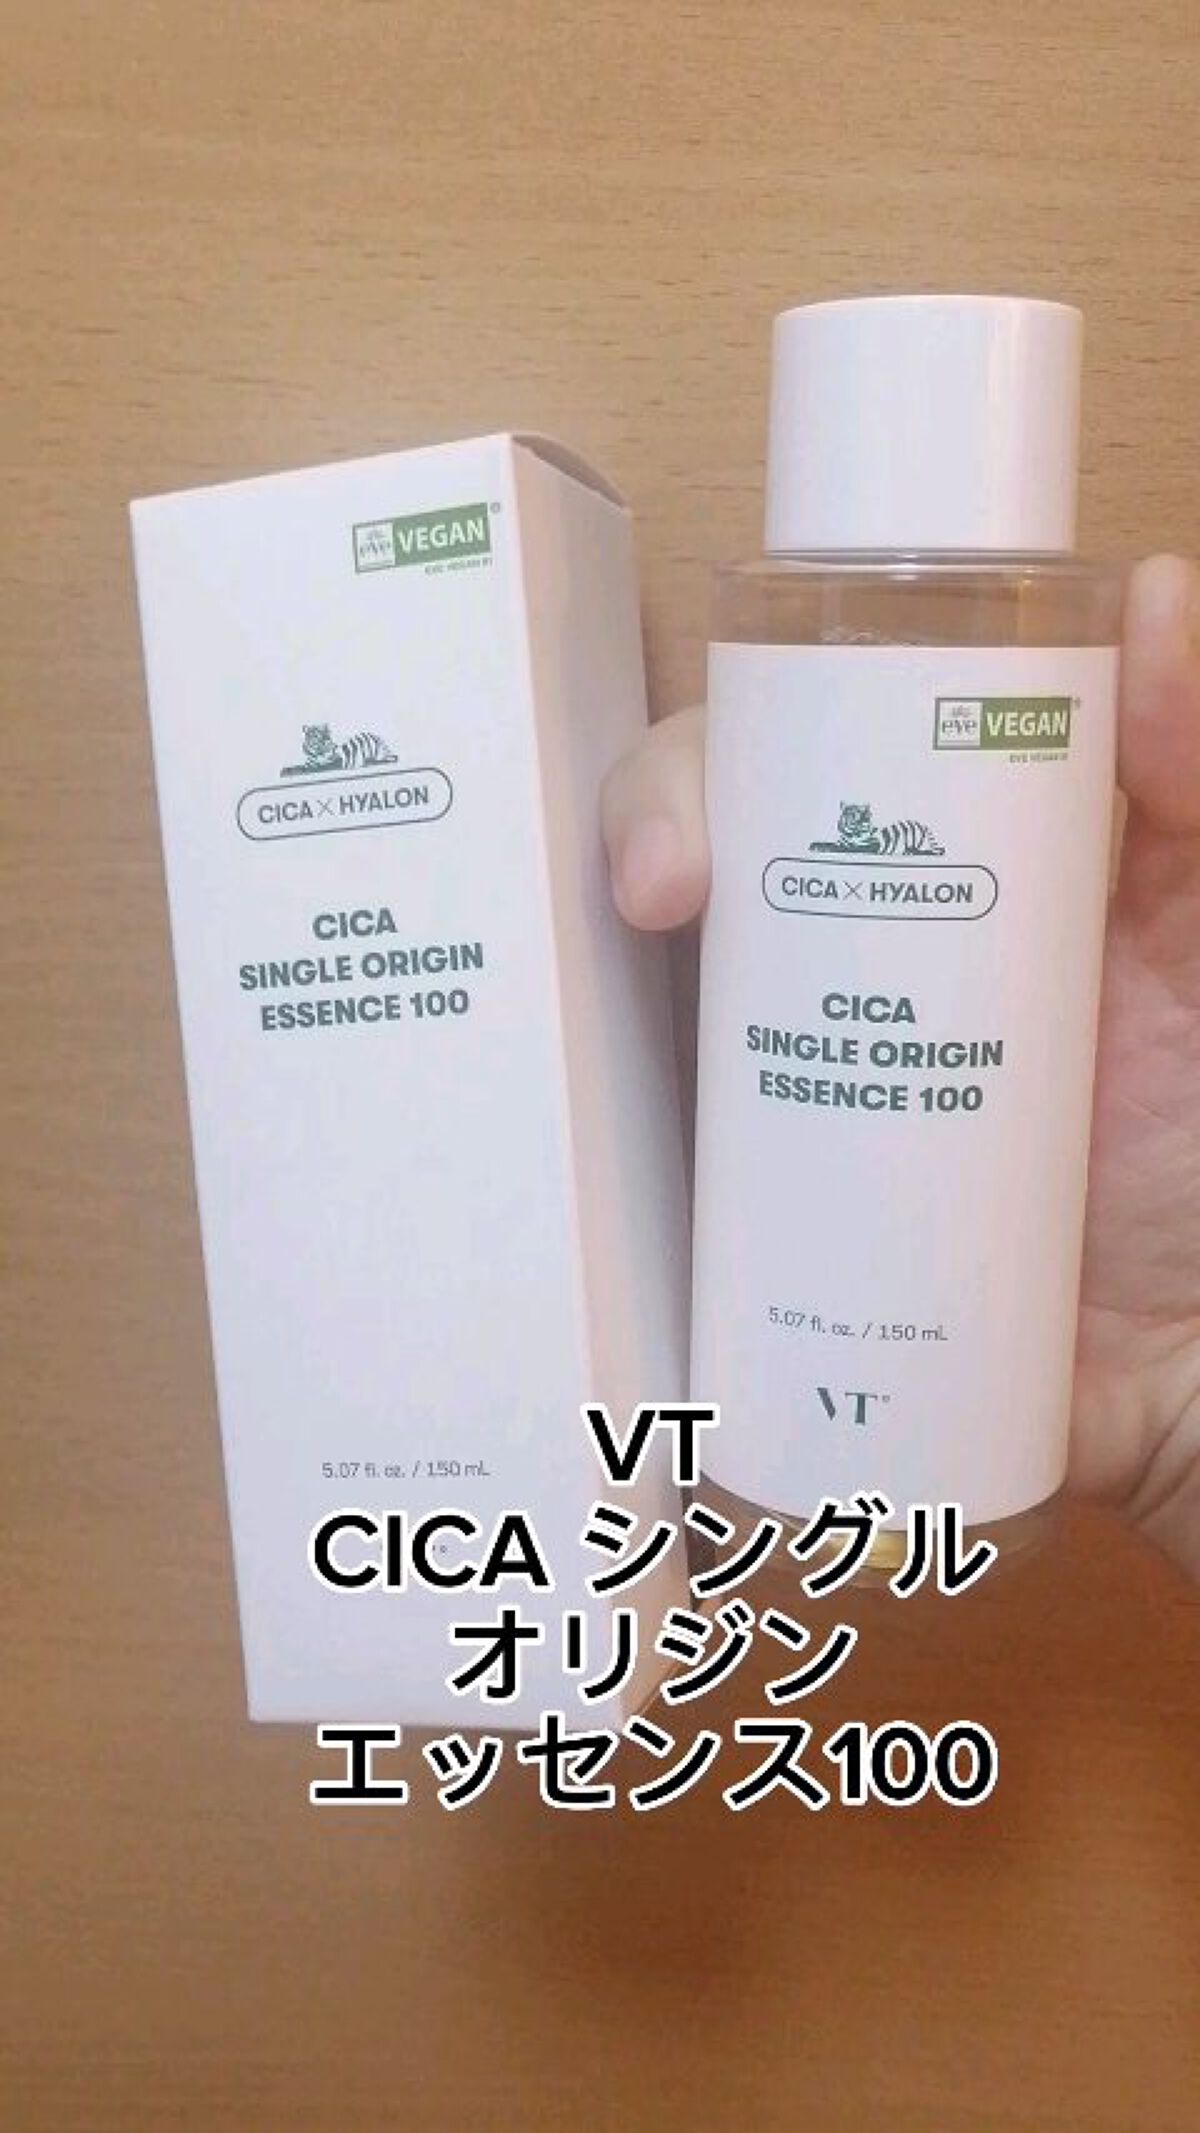 eve VEGAN®
CICA×HYALON
CICA
SINGLE ORIGIN
ESSENCE 100
5.07 fl. oz. / 150 mL
eve VEGAN®
CICA×HYALON
CICA
SINGLE ORIGIN
ESSENCE 100
5.07 fl. oz. / 150 mL
VT®
VT
CICA シングル
オリジン
エッセンス100